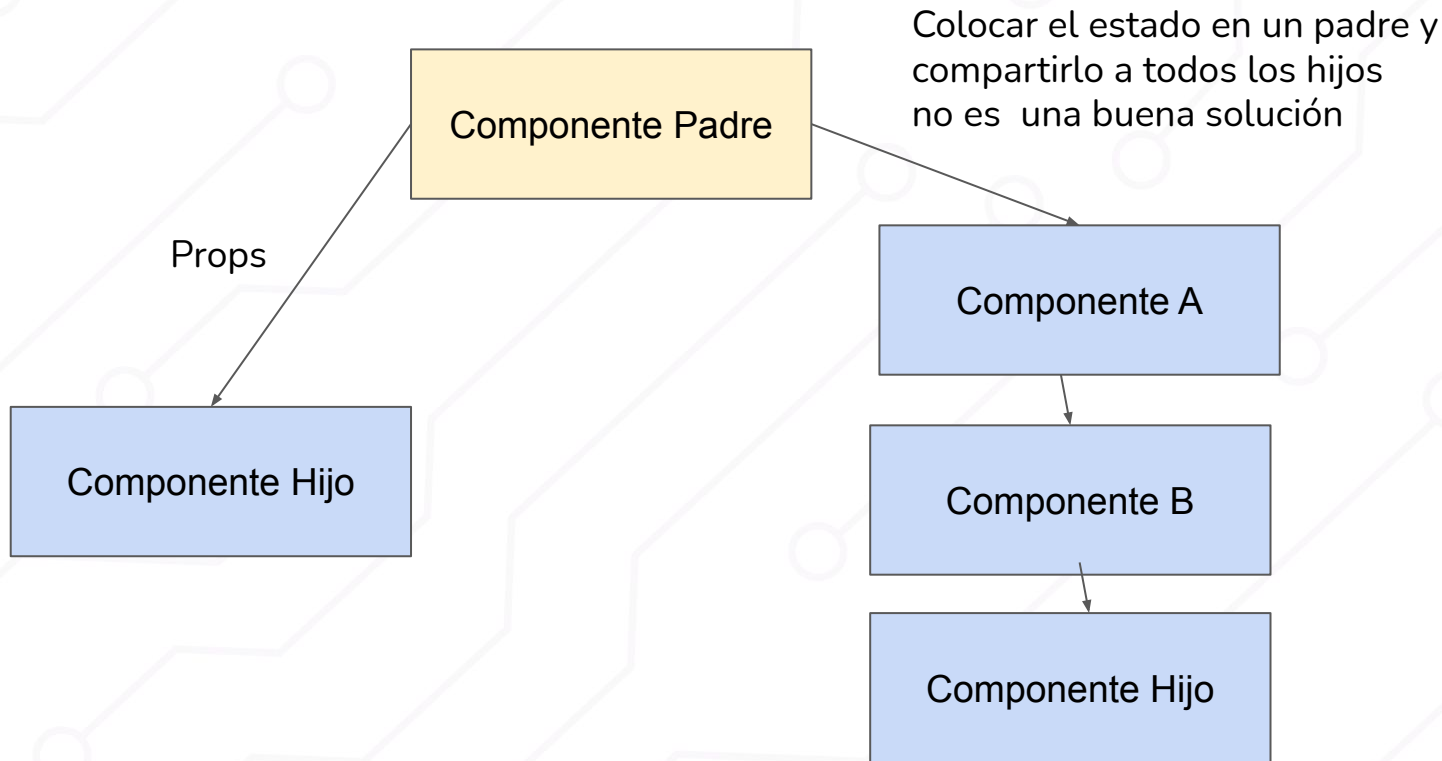 Colocar el estado en un padre y
compartirlo a todos los hijos
no es una buena solución
Componente Padre
Props
Componente A
Componente Hijo
Componente B
Componente Hijo